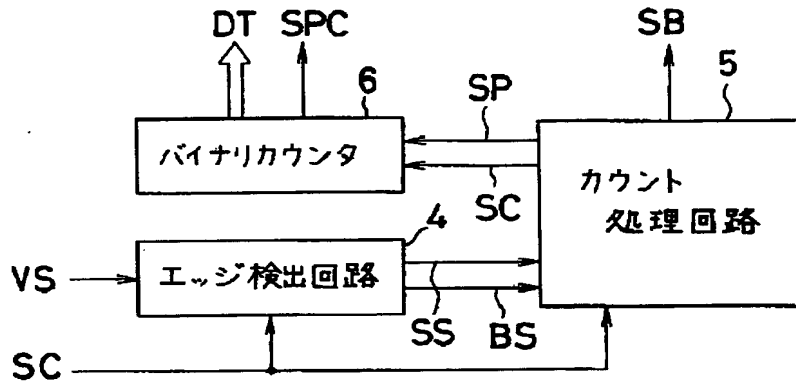 DT SPC SB
6 SP 5
バイナリカウンタ
SC カウント
処理回路
4
VS エッジ検出回路
SS BS
SC